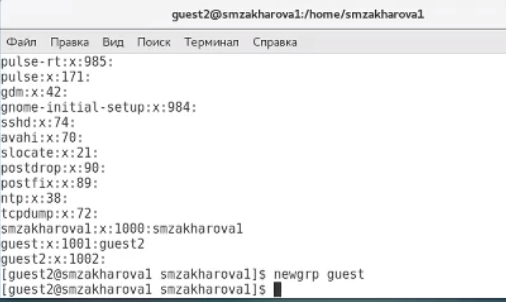 guest2@smzakharova1:/home/smzakharova1
Файл Правка Вид Поиск Терминал Справка
pulse-rt:x:985:
pulse:x:171:
gdm:x:42:
gnome-initial-setup:x:984:
sshd:x:74:
avahi:x:70:
slocate:x:21:
postdrop:x:90:
postfix:x:89:
ntp:x:38:
tcpdump:x:72:
smzakharova1:x:1000:smzakharova1
guest:x:1001:guest2
guest2:x:1002:
[guest2@smzakharova1 smzakharova1]$ newgrp guest
[guest2@smzakharova1 smzakharova1]$